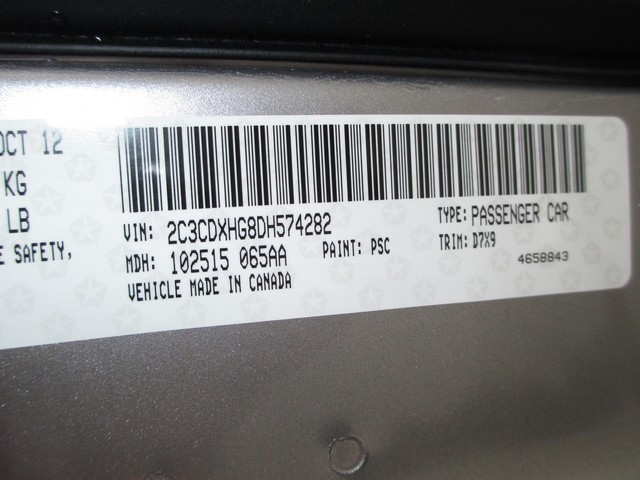 OCT 12
KG
LB
E SAFETY,
VIN: 2C3CDXHG8DH574282
TYPE: PASSENGER CAR
MDH: 102515 065AA
PAINT: PSC
TRIM: D7X9
VEHICLE MADE IN CANADA
4658843